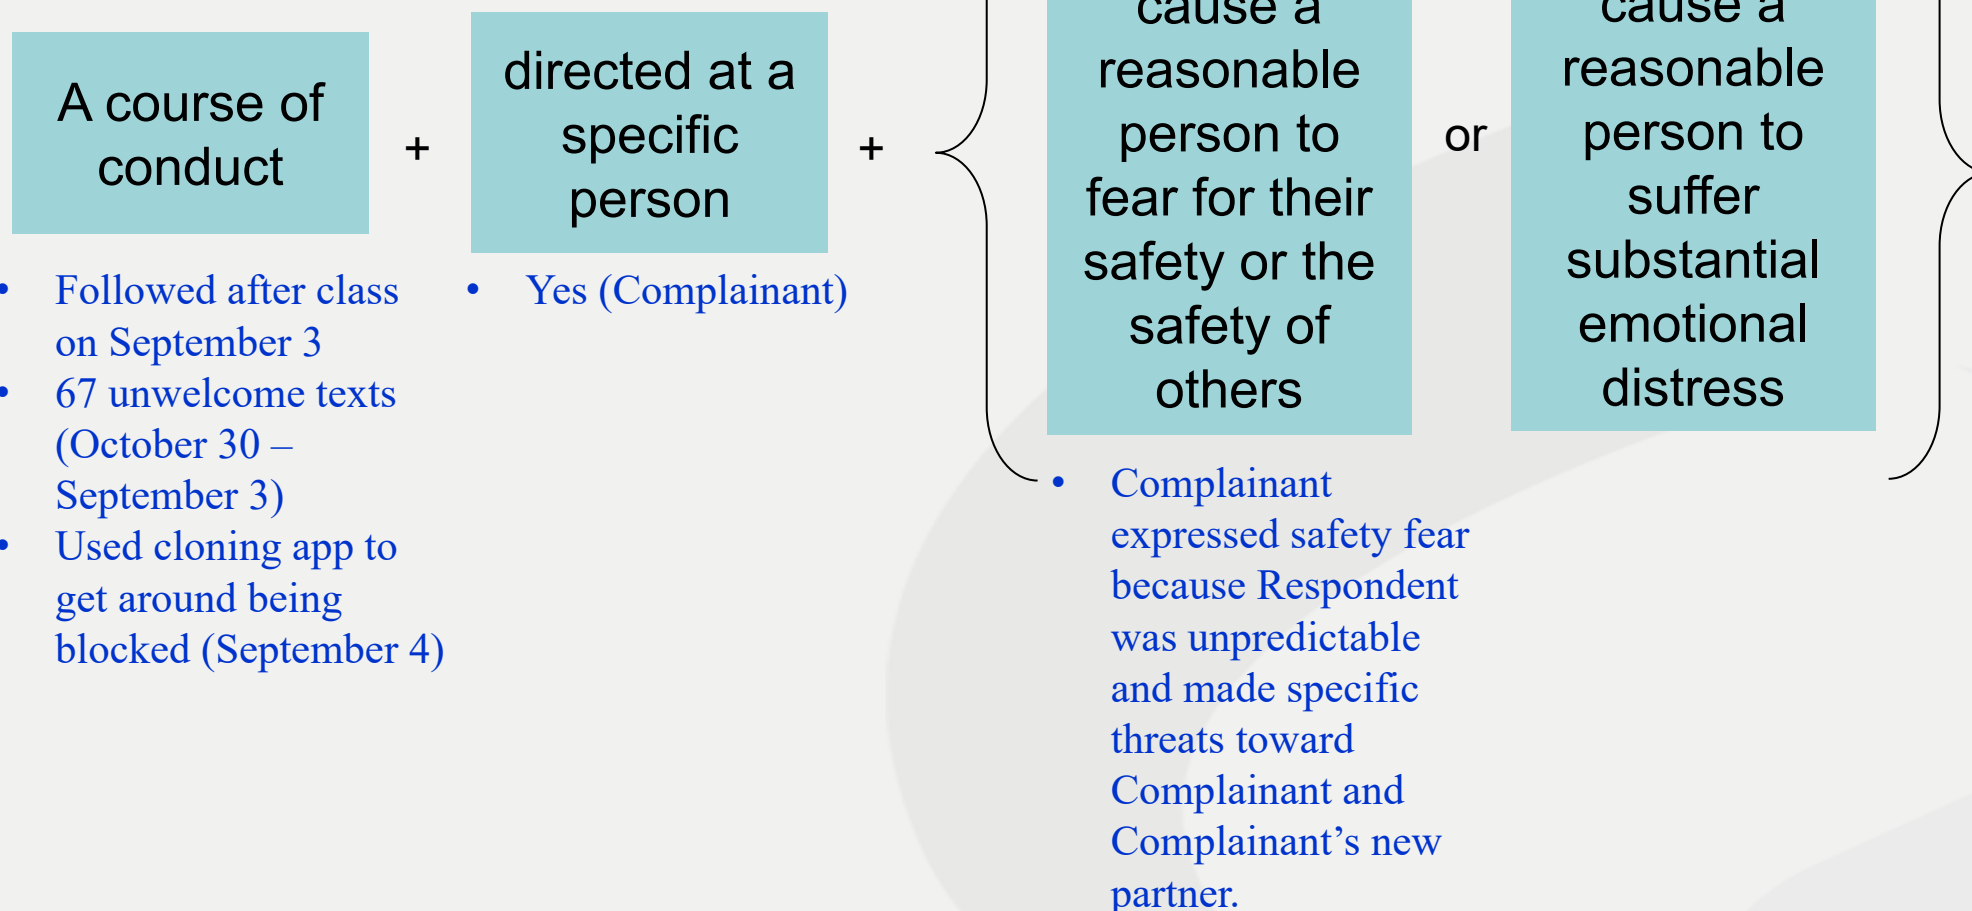 A course of
conduct
+
directed at a
specific
person
+
cause a
reasonable
person to
fear for their
safety or the
safety of
others
or
cause a
reasonable
person to
suffer
substantial
emotional
distress
• Followed after class
on September 3
• 67 unwelcome texts
(October 30 –
September 3)
• Used cloning app to
get around being
blocked (September 4)
• Yes (Complainant)
• Complainant
expressed safety fear
because Respondent
was unpredictable
and made specific
threats toward
Complainant and
Complainant’s new
partner.